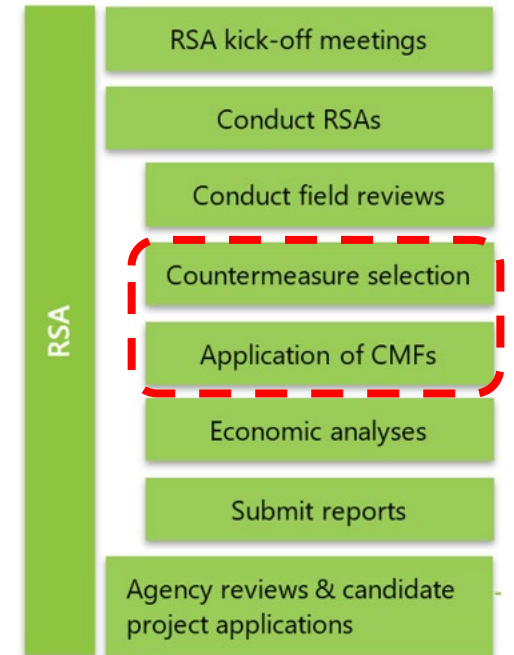 RSA
RSA kick-off meetings
Conduct RSAs
Conduct field reviews
Countermeasure selection
Application of CMFs
Economic analyses
Submit reports
Agency reviews & candidate
project applications